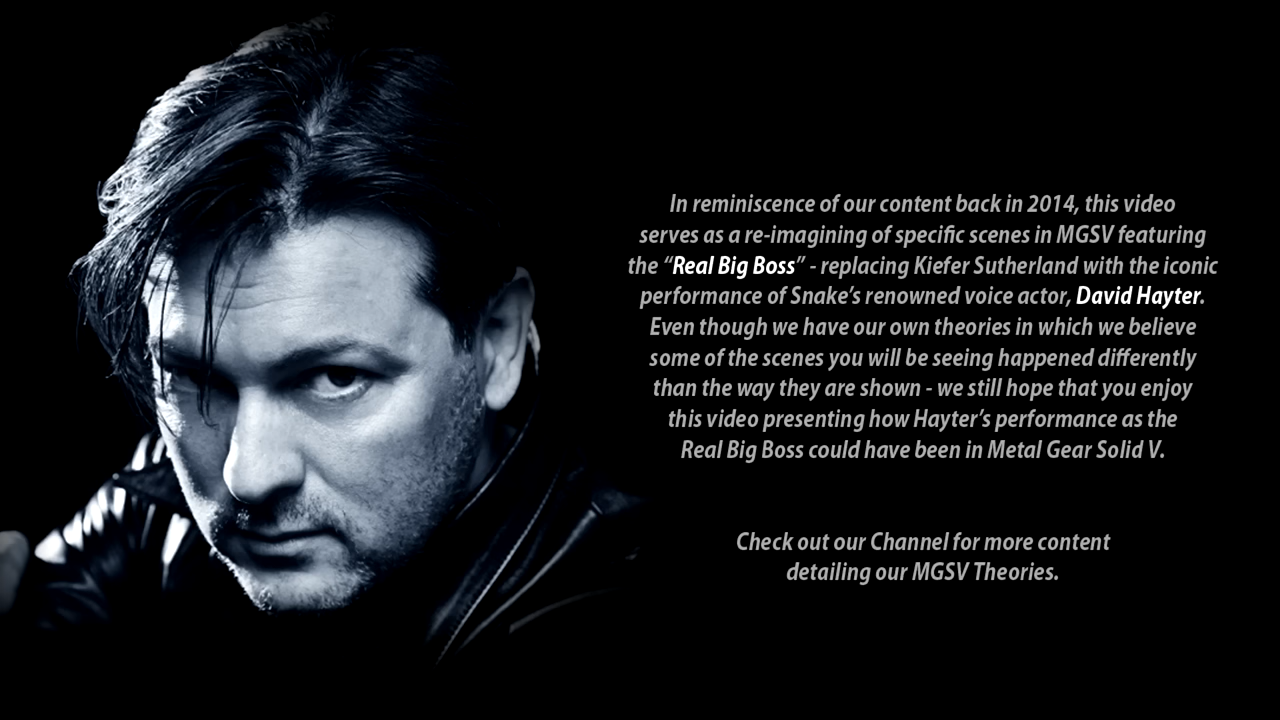 In reminiscence of our content back in 2014, this video
serves as a re-imagining of specific scenes in MGSV featuring
the “Real Big Boss” - replacing Kiefer Sutherland with the iconic
performance of Snake’s renowned voice actor, David Hayter.
Even though we have our own theories in which we believe
some of the scenes you will be seeing happened differently
than the way they are shown - we still hope that you enjoy
this video presenting how Hayter’s performance as the
Real Big Boss could have been in Metal Gear Solid V.
Check out our Channel for more content
detailing our MGSV Theories.